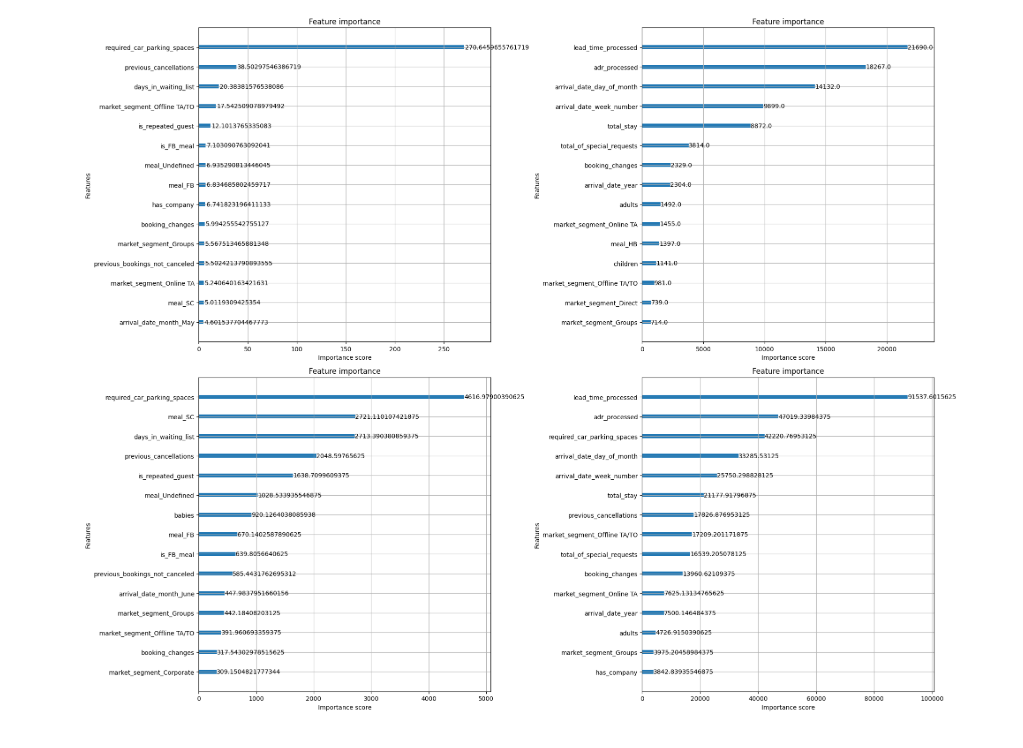 Feature importance
required_car_parking_spaces 270.6459653761719
previous_cancellations 38.50297546386719
days_in_waiting_list 20.38381576538086
market_segment_Offline TA/TO 17.542509078979492
is_repeated_guest 12.1013765335083
is_FB_meal 7.103090763092041
meal_Undefined 6.935290813446045
meal_FB 6.834685802459717
has_company 6.741823196411133
booking_changes 5.994255542755127
market_segment_Groups 5.567513465881348
previous_bookings_not_canceled 5.5024213790893555
market_segment_Online TA 5.240640163421631
meal_SC 5.0119309425354
arrival_date_month_May 4.601537704467773
Features
0 50 100 150 200 250
Importance score
Feature importance
lead_time_processed 21690.0
adr_processed 18267.0
arrival_date_day_of_month 14132.0
arrival_date_week_number 9899.0
total_stay 8872.0
total_of_special_requests 3814.0
booking_changes 2329.0
arrival_date_year 2304.0
adults 1492.0
market_segment_Online TA 1455.0
meal_HB 1397.0
children 1141.0
market_segment_Offline TA/TO 981.0
market_segment_Direct 739.0
market_segment_Groups 714.0
Features
0 5000 10000 15000 20000
Importance score
Feature importance
required_car_parking_spaces 4616.97900390625
meal_SC 2721.110107421875
days_in_waiting_list 2713.390380859375
previous_cancellations 2048.59765625
is_repeated_guest 1638.7099609375
meal_Undefined 1028.533935546875
babies 920.1264038085938
meal_FB 670.1402587890625
is_FB_meal 639.8056640625
previous_bookings_not_canceled 585.4431762695312
arrival_date_month_June 447.9837951660156
market_segment_Groups 442.18408203125
market_segment_Offline TA/TO 391.960693359375
booking_changes 317.54302978515625
market_segment_Corporate 309.1504821777344
Features
0 1000 2000 3000 4000 5000
Importance score
Feature importance
lead_time_processed 91537.6015625
adr_processed 47019.33984375
required_car_parking_spaces 42220.76953125
arrival_date_day_of_month 33285.53125
arrival_date_week_number 25750.298828125
total_stay 21177.91796875
previous_cancellations 17826.876953125
market_segment_Offline TA/TO 17209.201171875
total_of_special_requests 16539.205078125
booking_changes 13960.62109375
market_segment_Online TA 7625.13134765625
arrival_date_year 7506.146484375
adults 4726.9150390625
market_segment_Groups 3975.20458984375
has_company 3842.83935546875
Features
0 20000 40000 60000 80000 100000
Importance score